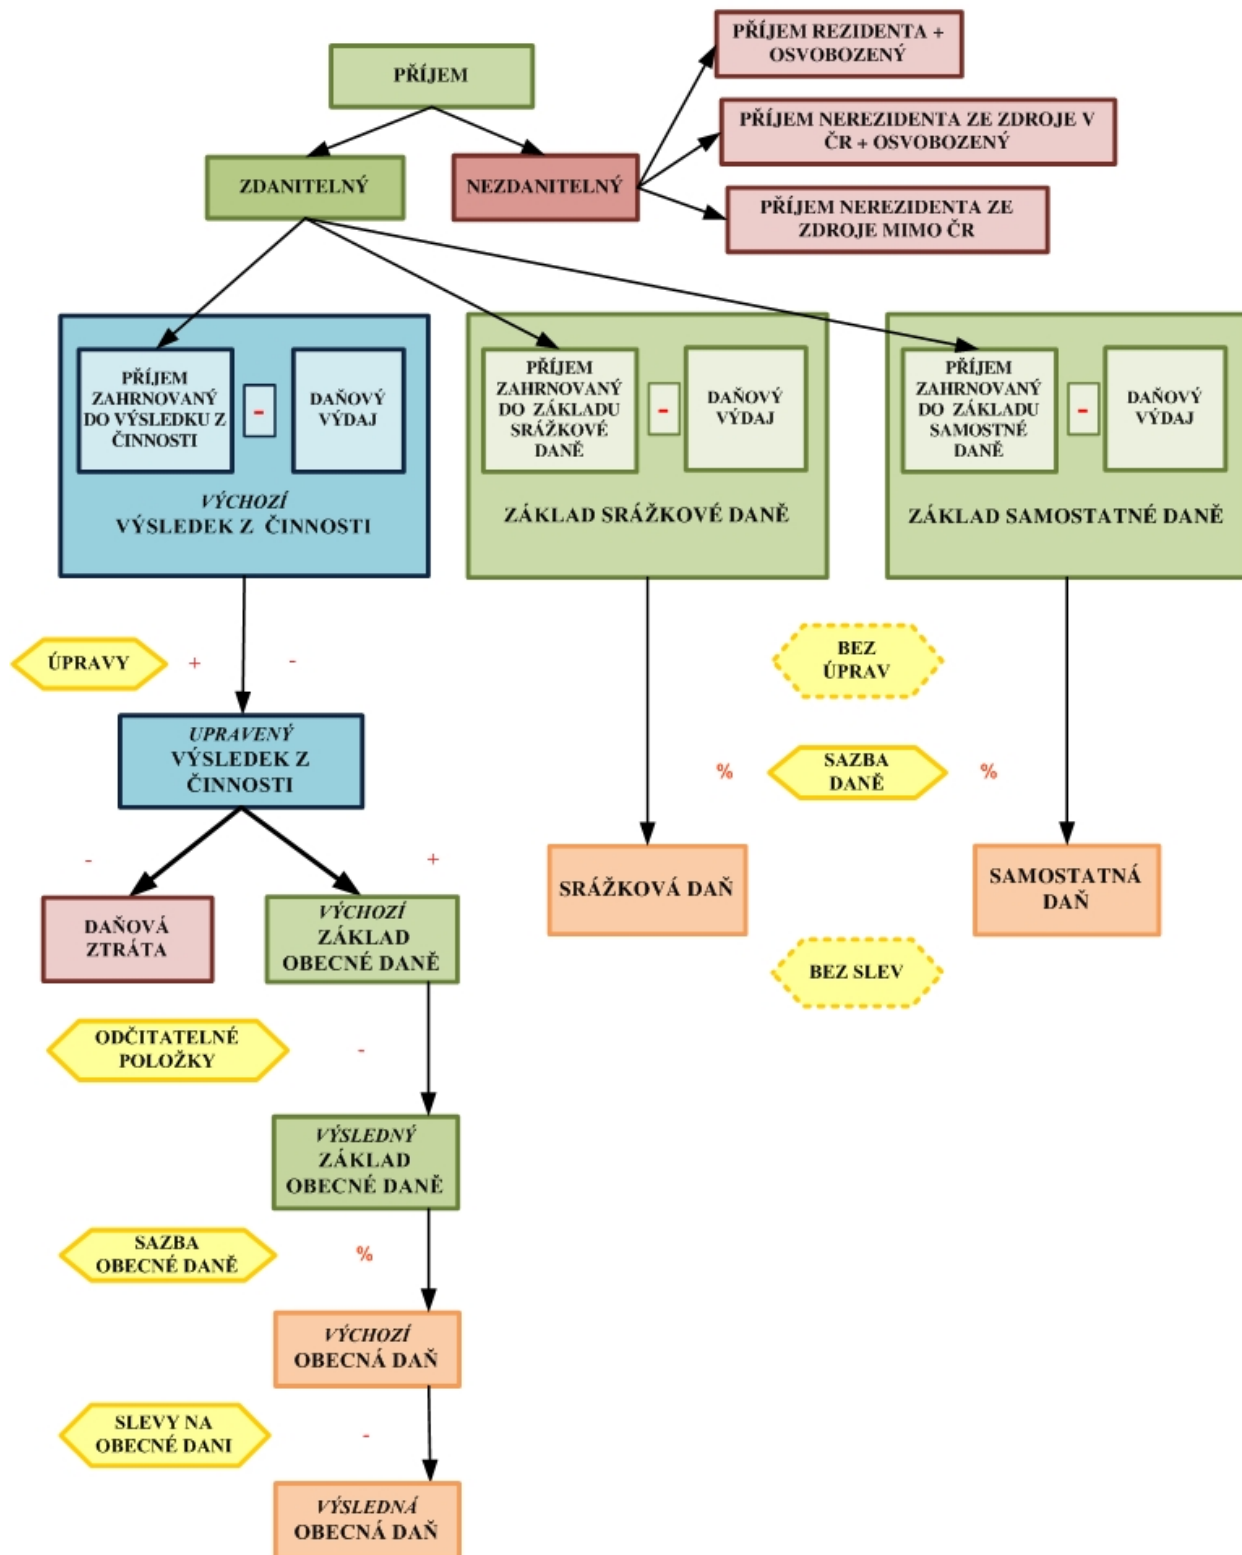 PŘÍJEM
PŘÍJEM REZIDENTA +
OSVOBOZENÝ
PŘÍJEM NEREZIDENTA ZE ZDROJE V
ČR + OSVOBOZENÝ
ZDANITELNÝ
NEZDANITELNÝ
PŘÍJEM NEREZIDENTA ZE
ZDROJE MIMO ČR
PŘÍJEM
ZAHRNOVANÝ
DO VÝSLEDKU Z
ČINNOSTI
-
DAŇOVÝ
VÝDAJ
VÝCHOZÍ
VÝSLEDEK Z ČINNOSTI
PŘÍJEM
ZAHRNOVANÝ
DO ZÁKLADU
SRÁŽKOVÉ
DANĚ
-
DAŇOVÝ
VÝDAJ
ZÁKLAD SRÁŽKOVÉ DANĚ
PŘÍJEM
ZAHRNOVANÝ
DO ZÁKLADU
SAMOSTNÉ
DANĚ
-
DAŇOVÝ
VÝDAJ
ZÁKLAD SAMOSTATNÉ DANĚ
ÚPRAVY
+ -
BEZ
ÚPRAV
UPRAVENÝ
VÝSLEDEK Z
ČINNOSTI
%
SAZBA
DANĚ
%
- +
DAŇOVÁ
ZTRÁTA
VÝCHOZÍ
ZÁKLAD
OBECNÉ DANĚ
SRÁŽKOVÁ DAŇ
SAMOSTATNÁ
DAŇ
BEZ SLEV
ODČITATELNÉ
POLOŽKY
-
VÝSLEDNÝ
ZÁKLAD
OBECNÉ DANĚ
SAZBA
OBECNÉ DANĚ
%
VÝCHOZÍ
OBECNÁ DAŇ
SLEVY NA
OBECNÉ DANI
-
VÝSLEDNÁ
OBECNÁ DAŇ